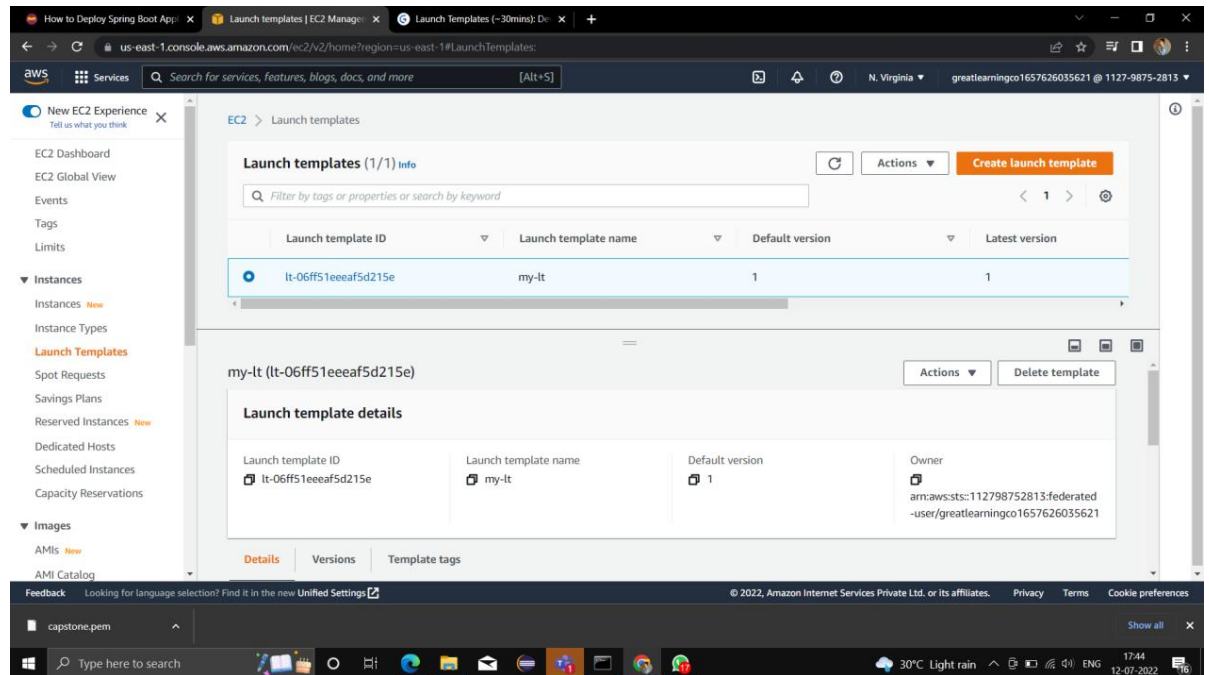 How to Deploy Spring Boot Appl
Launch templates | EC2 Manager
Launch Templates (~30mins): De
us-east-1.console.aws.amazon.com/ec2/v2/home?region=us-east-1#LaunchTemplates:
aws
Services
Search for services, features, blogs, docs, and more
[Alt+S]
N. Virginia
greatlearningco1657626035621 @ 1127-9875-2813
New EC2 Experience
Tell us what you think
EC2 Dashboard
EC2 Global View
Events
Tags
Limits
Instances
Instances New
Instance Types
Launch Templates
Spot Requests
Savings Plans
Reserved Instances New
Dedicated Hosts
Scheduled Instances
Capacity Reservations
Images
AMIs New
AMI Catalog
EC2 > Launch templates
Launch templates (1/1) Info
Actions
Create launch template
Filter by tags or properties or search by keyword
< 1 >
Launch template ID
Launch template name
Default version
Latest version
lt-06ff51eeeaf5d215e
my-lt
1
1
my-lt (lt-06ff51eeeaf5d215e)
Actions
Delete template
Launch template details
Launch template ID
lt-06ff51eeeaf5d215e
Launch template name
my-lt
Default version
1
Owner
arn:aws:sts::112798752813:federated
-user/greatlearningco1657626035621
Details
Versions
Template tags
Feedback
Looking for language selection? Find it in the new Unified Settings
© 2022, Amazon Internet Services Private Ltd. or its affiliates.
Privacy
Terms
Cookie preferences
capstone.pem
Show all
Type here to search
30°C Light rain
ENG
17:44
12-07-2022
16